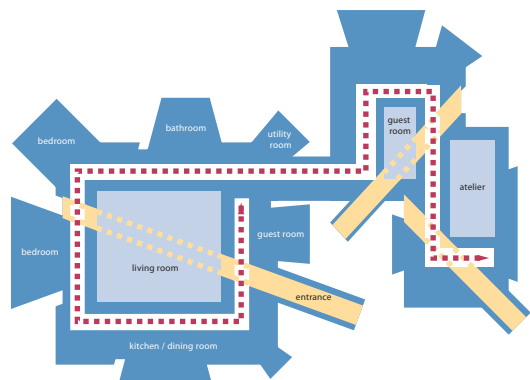 bedroom
bathroom
utility
room
guest
room
atelier
bedroom
guest room
living room
entrance
kitchen / dining room